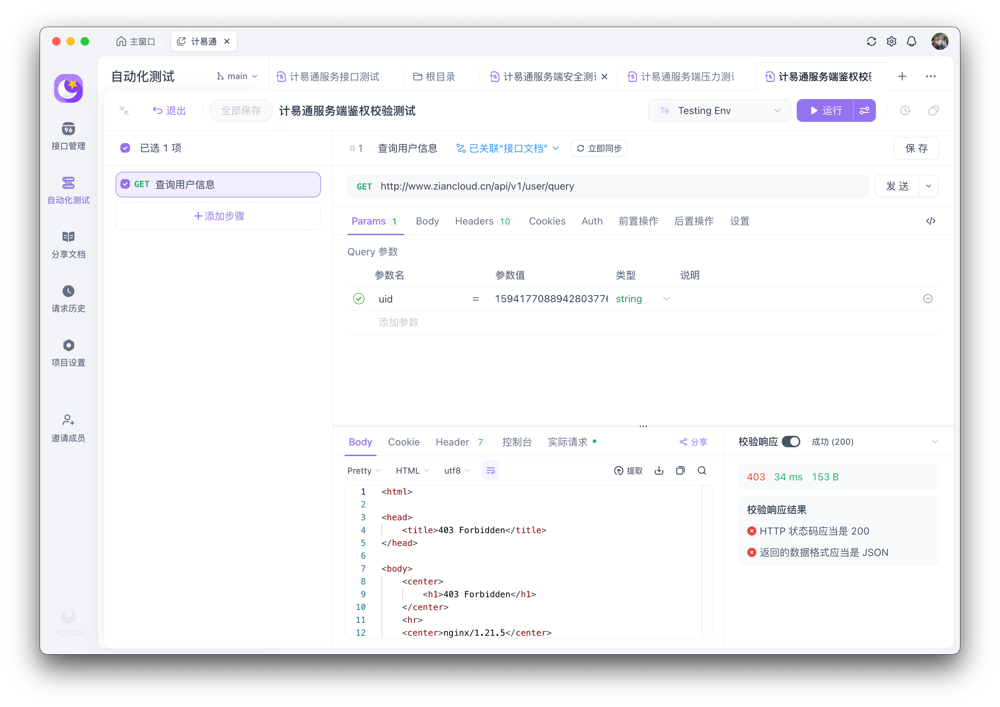 主窗口
计易通
自动化测试
main
计易通服务接口测试
根目录
计易通服务端安全测
计易通服务端压力测
计易通服务端鉴权校
退出
全部保存
计易通服务端鉴权校验测试
Te
Testing Env
运行
接口管理
自动化测试
分享文档
请求历史
项目设置
邀请成员
Apifox
已选 1 项
GET 查询用户信息
添加步骤
1
查询用户信息
已关联“接口文档”
立即同步
保 存
GET http://www.ziancloud.cn/api/v1/user/query
发 送
Params 1
Body
Headers 10
Cookies
Auth
前置操作
后置操作
设置
Query 参数
参数名 参数值 类型 说明
uid = 1594177088942803776 string
添加参数
Body
Cookie
Header 7
控制台
实际请求
分享
Pretty
HTML
utf8
提取
1 <html>
2
3 <head>
4 <title>403 Forbidden</title>
5 </head>
6
7 <body>
8 <center>
9 <h1>403 Forbidden</h1>
10 </center>
11 <hr>
12 <center>nginx/1.21.5</center>
校验响应
成功 (200)
403 34 ms 153 B
校验响应结果
HTTP 状态码应当是 200
返回的数据格式应当是 JSON